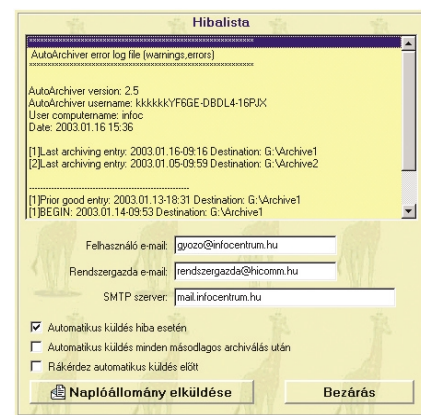 Hibalista
AutoArchiver error log file (warnings,errors)
AutoArchiver version: 2.5
AutoArchiver username: kkkkkkYF6GE-DBDL4-16PJX
User computername: infoc
Date: 2003.01.16 15:36
[1]Last archiving entry: 2003.01.16-09:16 Destination: G:\Archive1
[2]Last archiving entry: 2003.01.05-09:59 Destination: G:\Archive2
[1]Prior good entry: 2003.01.13-18:31 Destination: G:\Archive1
[1]BEGIN: 2003.01.14-09:53 Destination: G:\Archive1
Felhasználó e-mail: gyozo@infocentrum.hu
Rendszergazda e-mail: rendszergazda@hicomm.hu
SMTP szerver: mail.infocentrum.hu
Automatikus küldés hiba esetén
Automatikus küldés minden másodlagos archiválás után
Rákérdez automatikus küldés előtt
Naplóállomány elküldése Bezárás